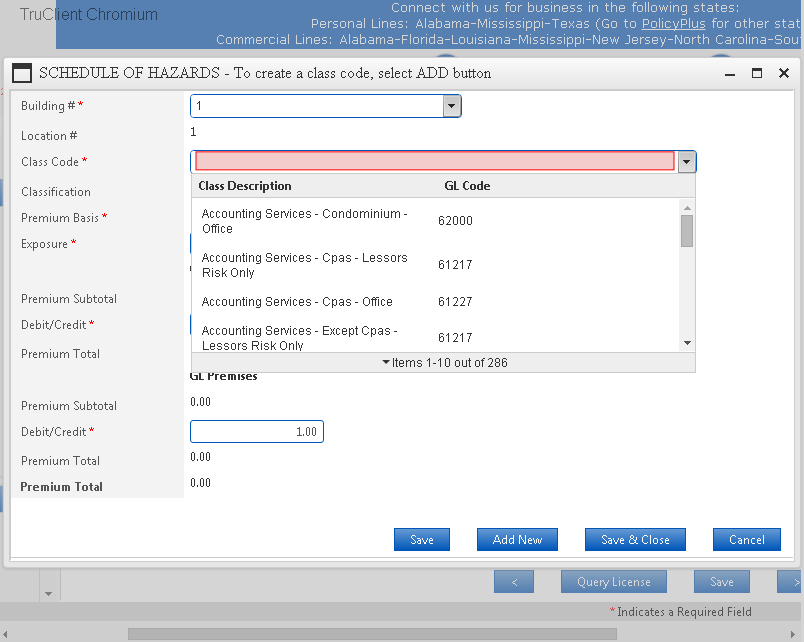 TruClient Chromium
Connect with us for business in the following states:
Personal Lines: Alabama-Mississippi-Texas (Go to PolicyPlus for other stat
Commercial Lines: Alabama-Florida-Louisiana-Mississippi-New Jersey-North Carolina-Sou
SCHEDULE OF HAZARDS - To create a class code, select ADD button
Building # * 1
Location # 1
Class Code *
Class Description GL Code
Classification
Accounting Services - Condominium -
Office 62000
Premium Basis *
Exposure *
Accounting Services - Cpas - Lessors
Risk Only 61217
Premium Subtotal
Accounting Services - Cpas - Office 61227
Debit/Credit *
Accounting Services - Except Cpas -
Lessors Risk Only 61217
Premium Total
Items 1-10 out of 286
GL Premises
Premium Subtotal 0.00
Debit/Credit * 1.00
Premium Total 0.00
Premium Total 0.00
Save Add New Save & Close Cancel
< Query License Save >
* Indicates a Required Field